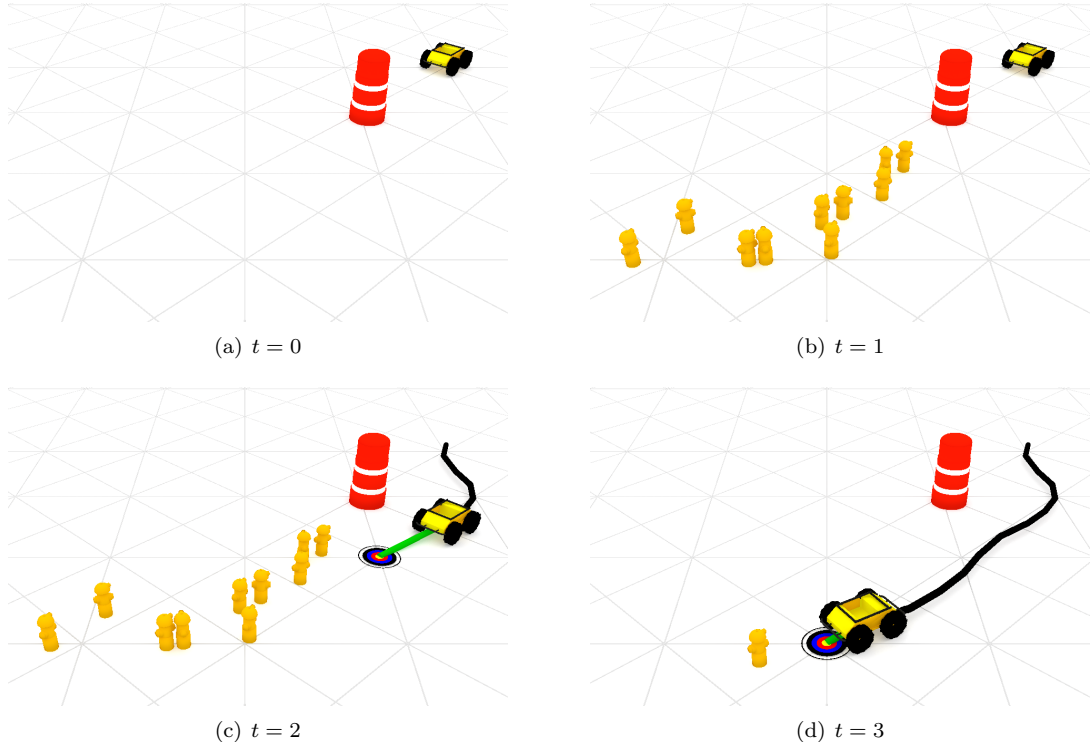 (a) t = 0
(b) t = 1
(c) t = 2
(d) t = 3